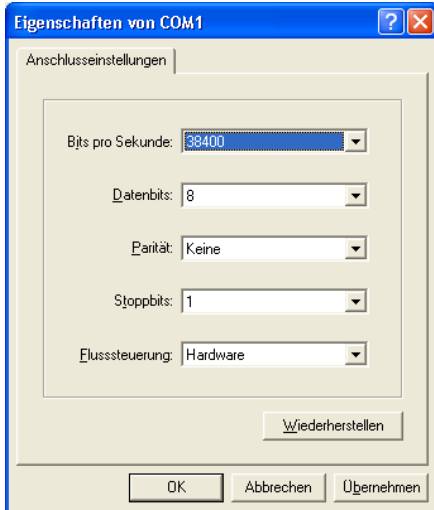 Eigenschaften von COM1
Anschlusseinstellungen
Bits pro Sekunde: 38400
Datenbits: 8
Parität: Keine
Stoppbits: 1
Flusssteuerung: Hardware
Wiederherstellen
OK Abbrechen Übernehmen